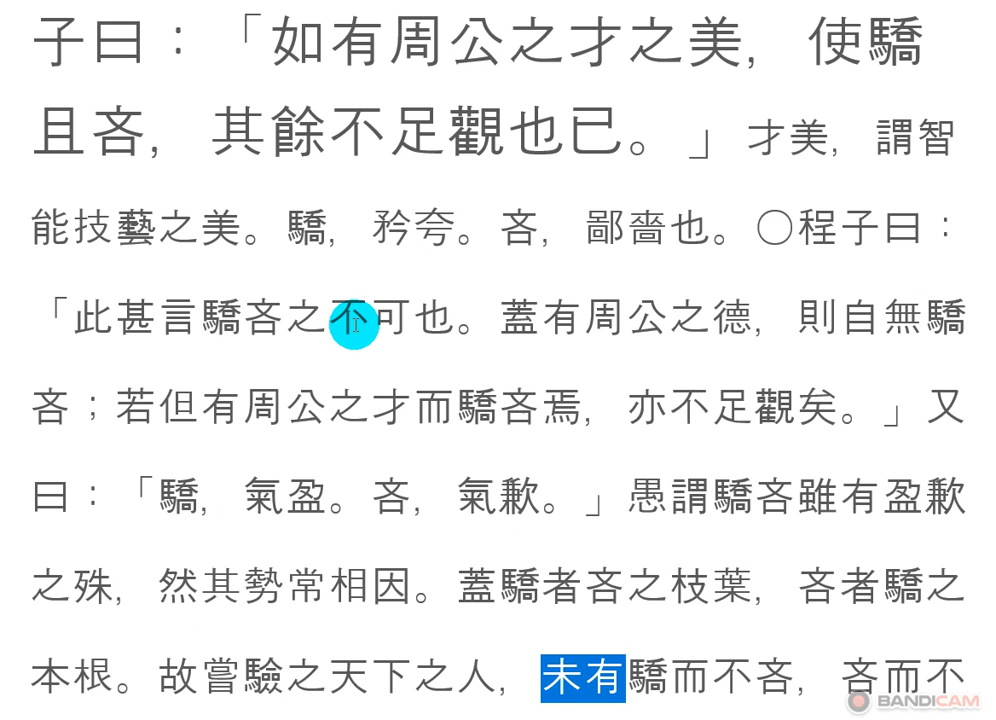 子曰：「如有周公之才之美，使驕
且吝，其餘不足觀也已。」才美，謂智
能技藝之美。驕，矜夸。吝，鄙嗇也。○程子曰：
「此甚言驕吝之不可也。蓋有周公之德，則自無驕
吝；若但有周公之才而驕吝焉，亦不足觀矣。」又
曰：「驕，氣盈。吝，氣歉。」愚謂驕吝雖有盈歉
之殊，然其勢常相因。蓋驕者吝之枝葉，吝者驕之
本根。故嘗驗之天下之人，未有驕而不吝，吝而不
BANDICAM